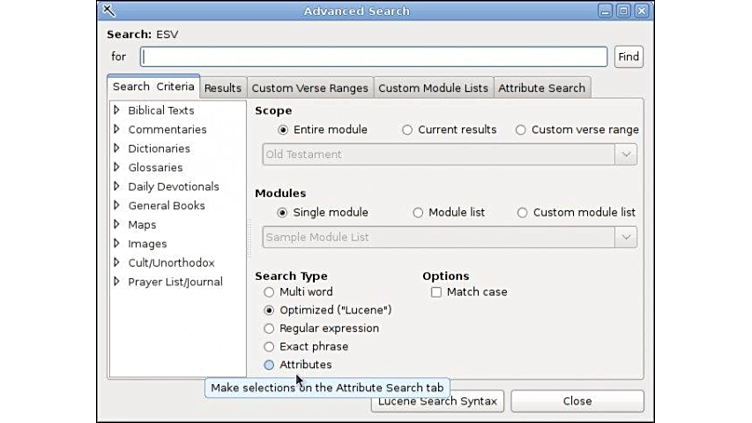 Advanced Search
Search: ESV
for
Find
Search Criteria Results Custom Verse Ranges Custom Module Lists Attribute Search
Biblical Texts
Commentaries
Dictionaries
Glossaries
Daily Devotionals
General Books
Maps
Images
Cult/Unorthodox
Prayer List/Journal
Scope
Entire module Current results Custom verse range
Old Testament
Modules
Single module Module list Custom module list
Sample Module List
Search Type
Multi word
Optimized ("Lucene")
Regular expression
Exact phrase
Attributes
Options
Match case
Make selections on the Attribute Search tab
Lucene Search Syntax Close